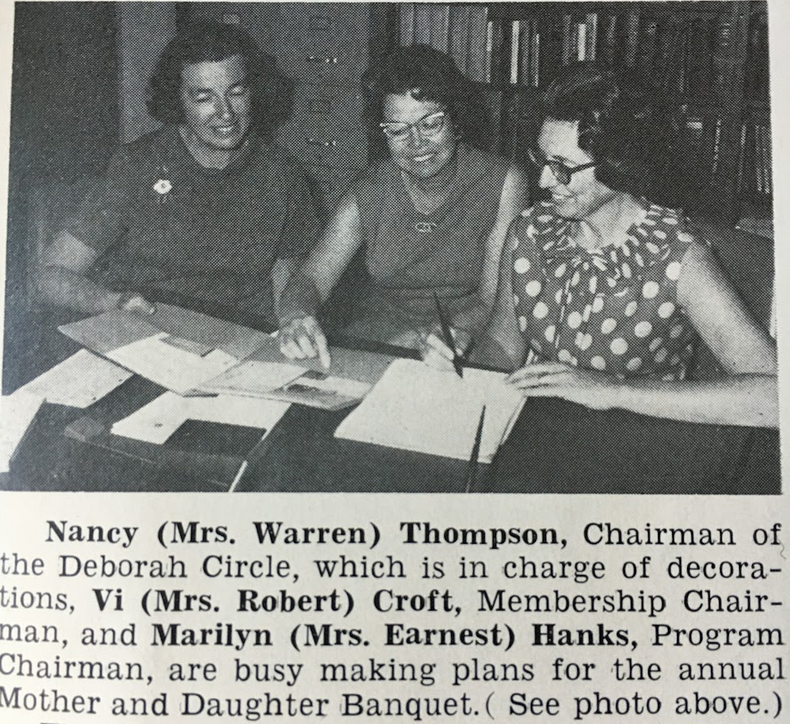 Nancy (Mrs. Warren) Thompson, Chairman of
the Deborah Circle, which is in charge of decora-
tions, Vi (Mrs. Robert) Croft, Membership Chair-
man, and Marilyn (Mrs. Earnest) Hanks, Program
Chairman, are busy making plans for the annual
Mother and Daughter Banquet.( See photo above.)